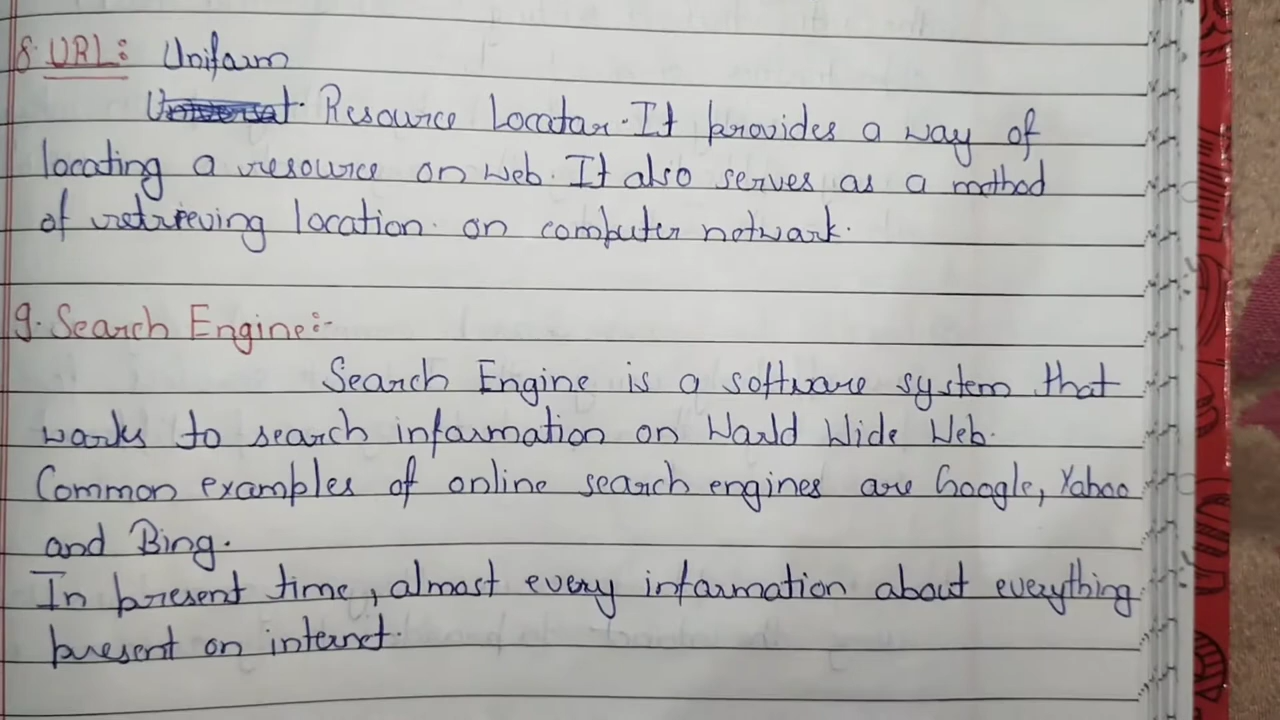 8. URL: Uniform
Resource Locator. It provides a way of
locating a resource on web. It also serves as a method
of retrieving location on computer network.
9. Search Engine:-
Search Engine is a software system that
works to search information on World Wide Web.
Common examples of online search engines are Google, Yahoo
and Bing.
In present time, almost every information about everything
present on internet.